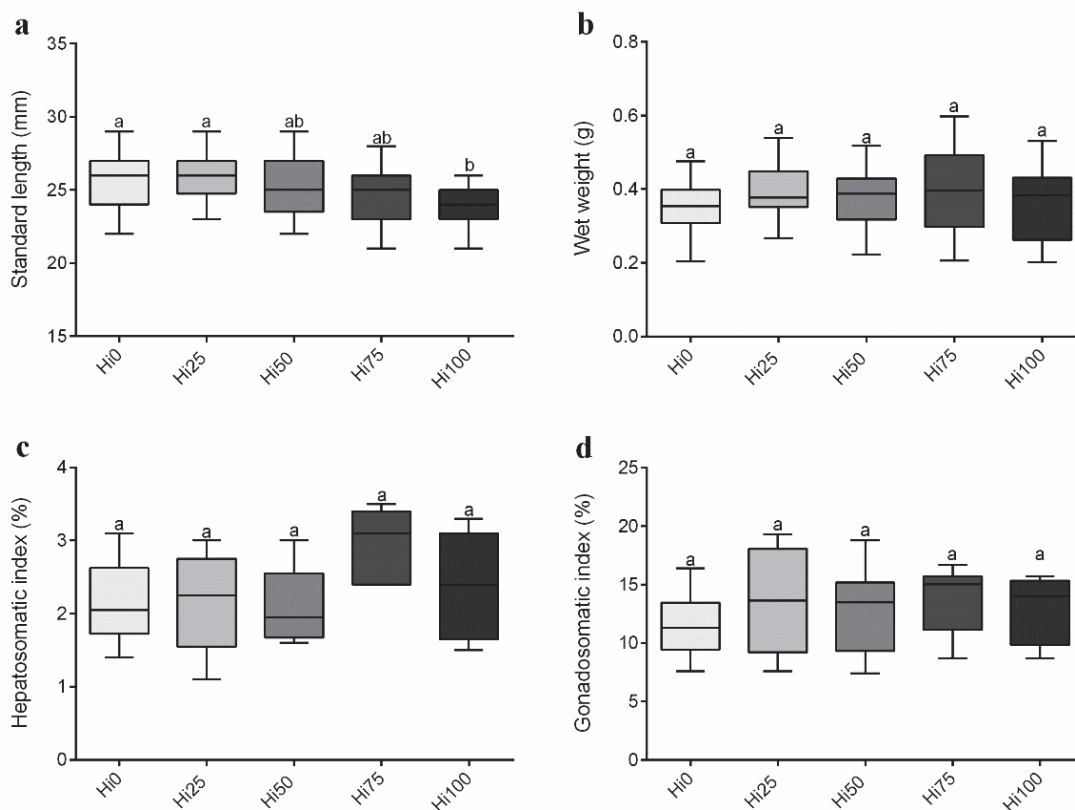 a
Standard length (mm)
35
30
25
20
15
a
a
ab
ab
b
Hi0
Hi25
Hi50
Hi75
Hi100
b
Wet weight (g)
0.8
0.6
0.4
0.2
0.0
a
a
a
a
a
Hi0
Hi25
Hi50
Hi75
Hi100
c
Hepatosomatic index (%)
4
3
2
1
0
a
a
a
a
a
Hi0
Hi25
Hi50
Hi75
Hi100
d
Gonadosomatic index (%)
25
20
15
10
5
0
a
a
a
a
a
Hi0
Hi25
Hi50
Hi75
Hi100